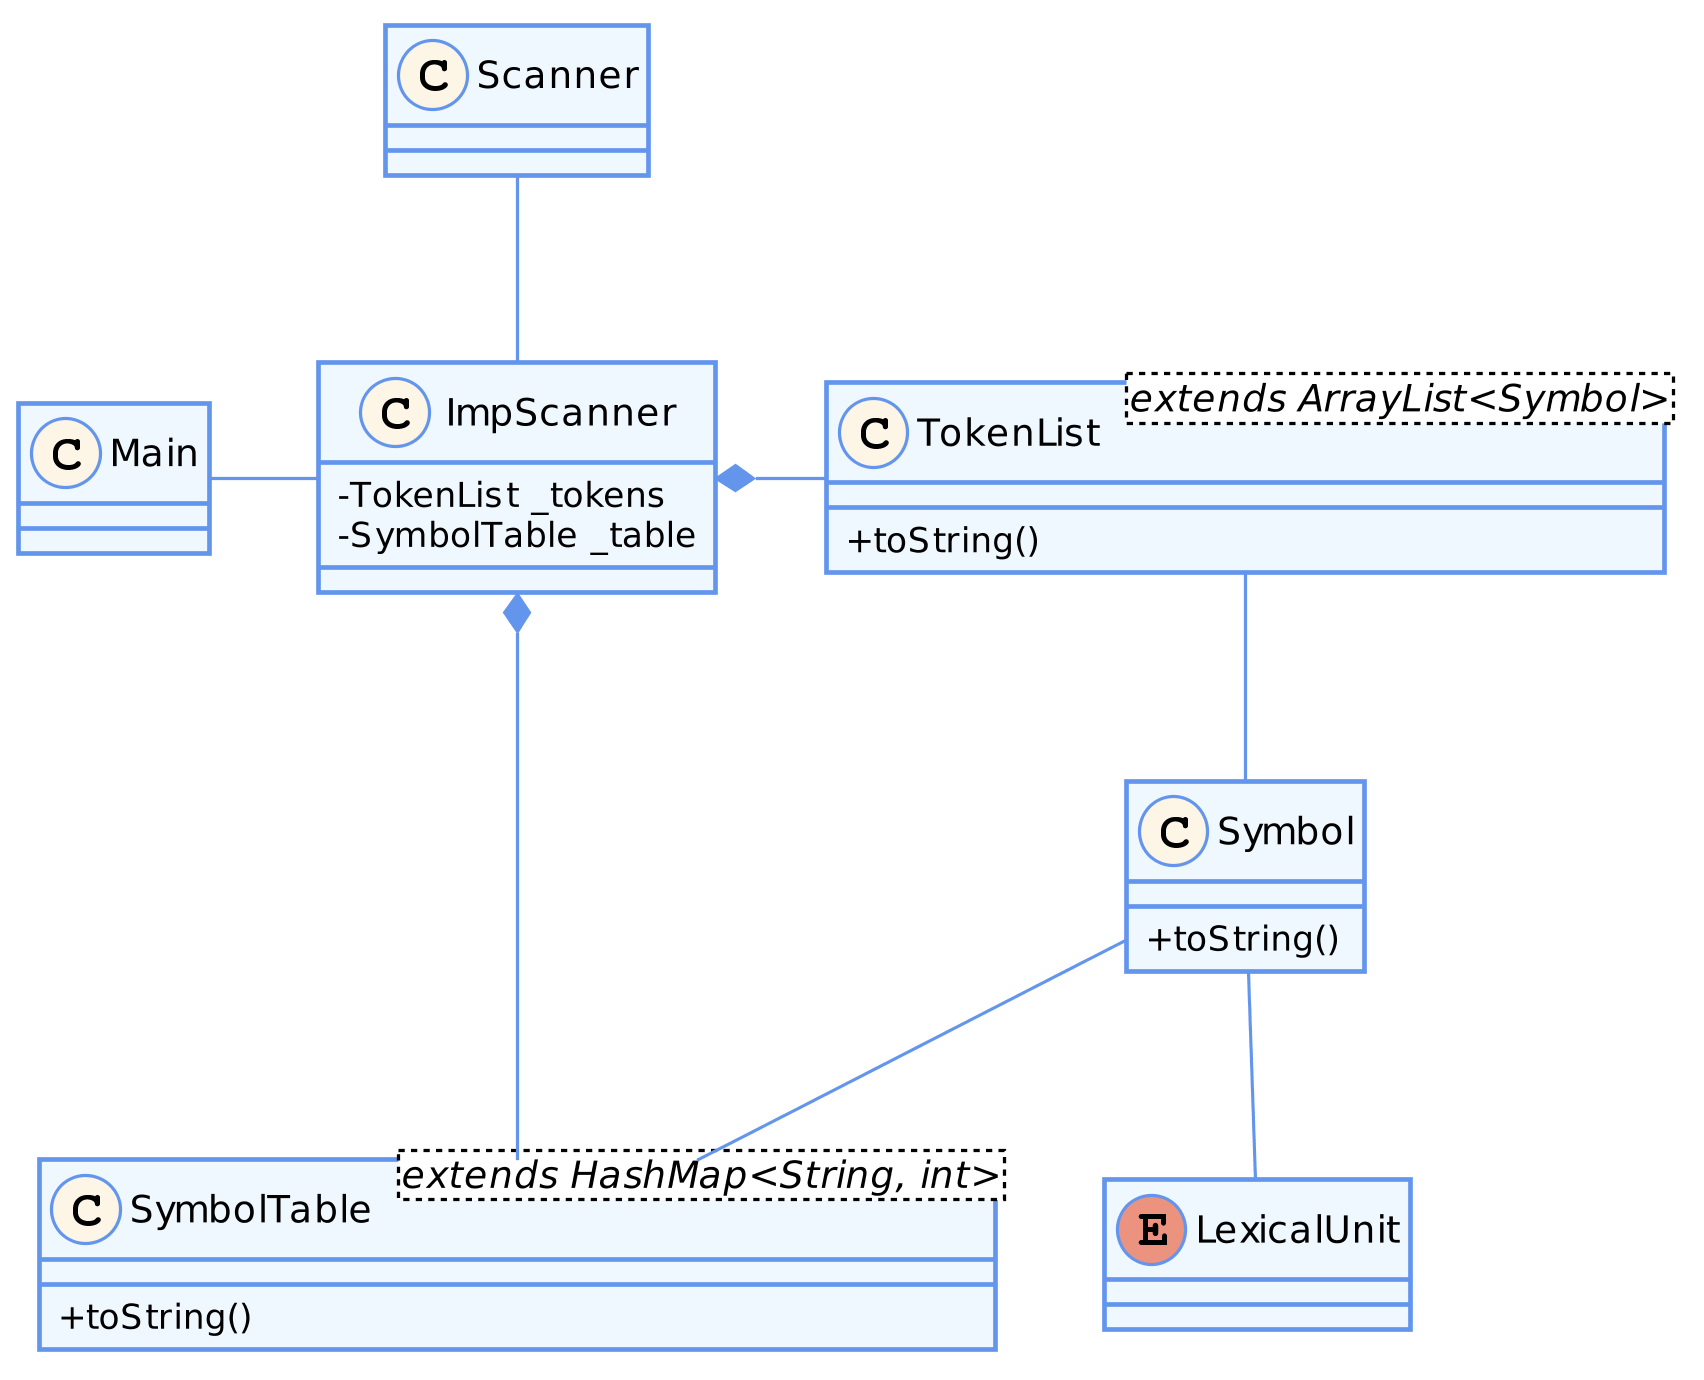 C Scanner
C ImpScanner
-TokenList _tokens
-SymbolTable _table
C Main
extends ArrayList<Symbol>
C TokenList
+toString()
C Symbol
+toString()
extends HashMap<String, int>
C SymbolTable
+toString()
E LexicalUnit